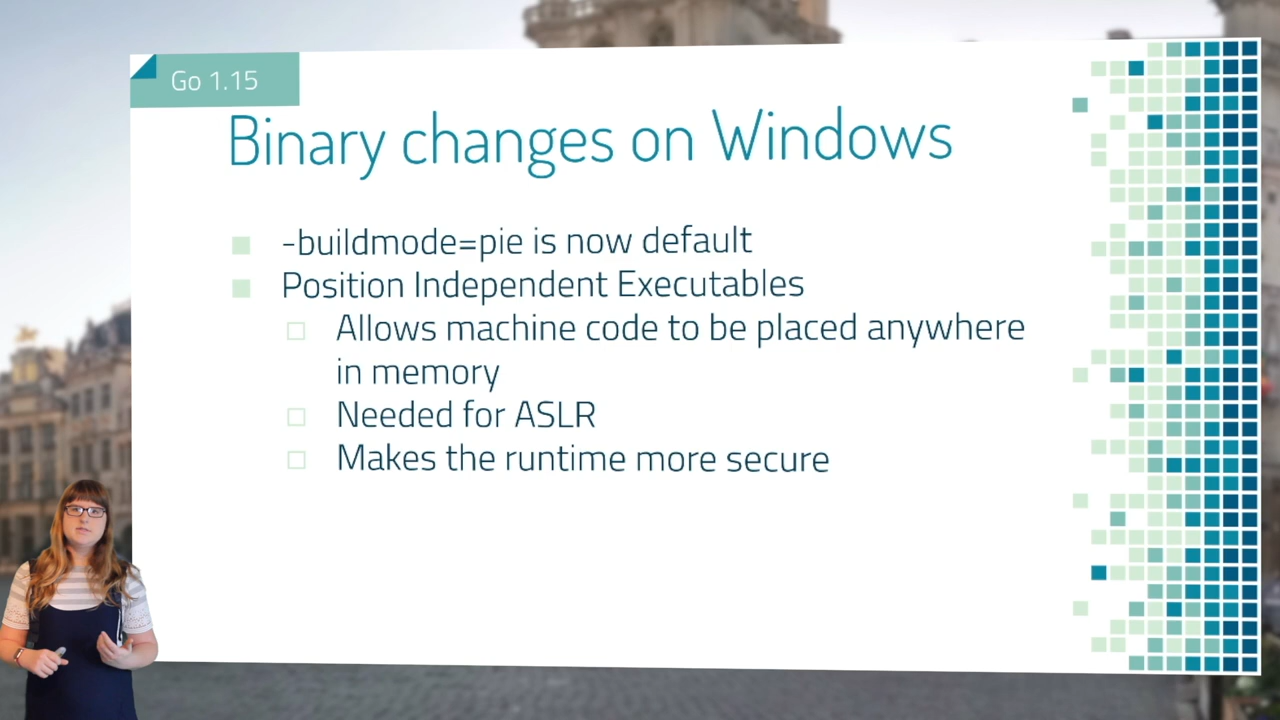 Go 1.15
Binary changes on Windows
-buildmode=pie is now default
Position Independent Executables
Allows machine code to be placed anywhere
in memory
Needed for ASLR
Makes the runtime more secure